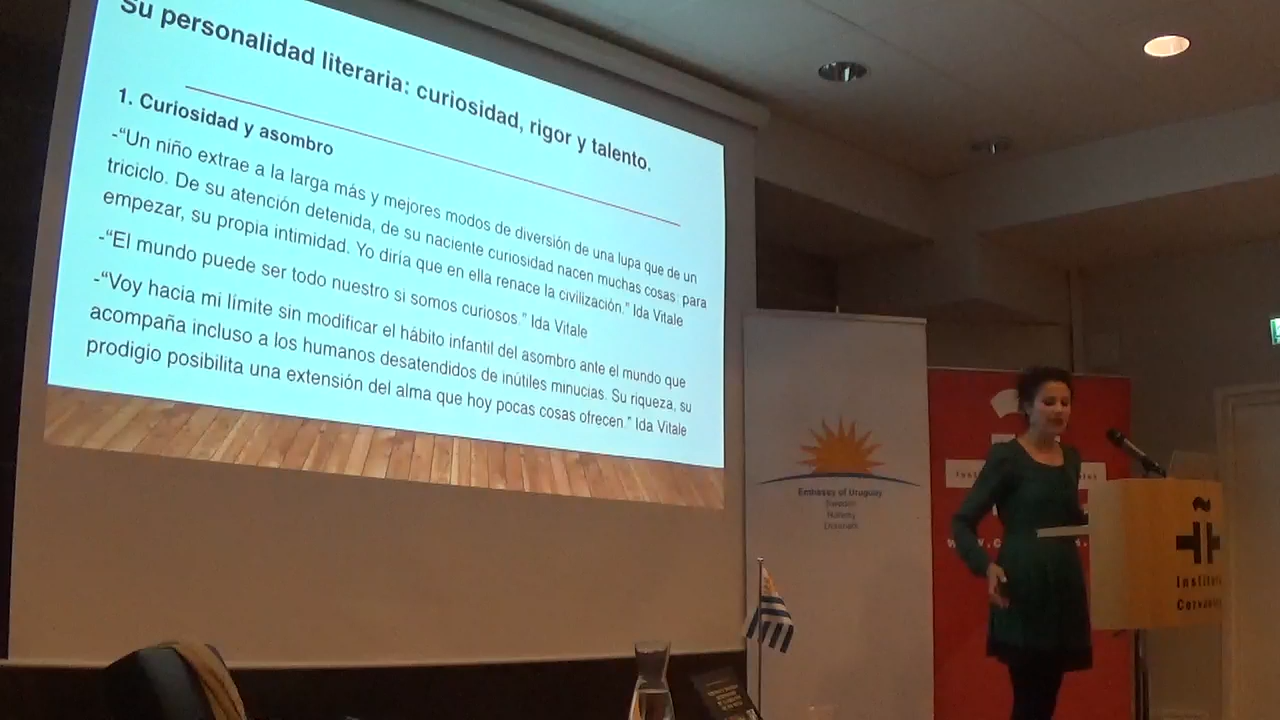 Su personalidad literaria: curiosidad, rigor y talento.
1. Curiosidad y asombro
-“Un niño extrae a la larga más y mejores modos de diversión de una lupa que de un
triciclo. De su atención detenida, de su naciente curiosidad nacen muchas cosas: para
empezar, su propia intimidad. Yo diría que en ella renace la civilización.” Ida Vitale
-“El mundo puede ser todo nuestro si somos curiosos.” Ida Vitale
-“Voy hacia mi límite sin modificar el hábito infantil del asombro ante el mundo que
acompaña incluso a los humanos desatendidos de inútiles minucias. Su riqueza, su
prodigio posibilita una extensión del alma que hoy pocas cosas ofrecen.” Ida Vitale
Embassy of Uruguay
Sweden
Norway
Denmark
Instituto
Cervantes